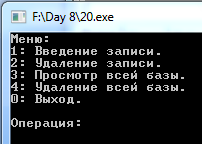 F:\Day 8\20.exe
Меню:
1: Введение записи.
2: Удаление записи.
3: Просмотр всей базы.
4: Удаление всей базы.
0: Выход.
Операция: